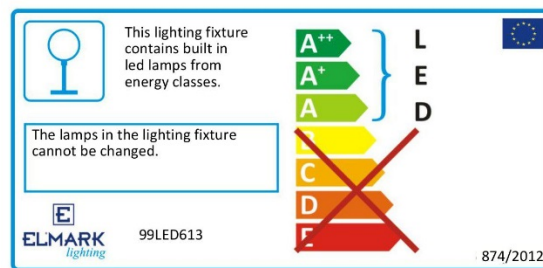 This lighting fixture
contains built in
led lamps from
energy classes.
A++
A+
A
B
C
D
E
L
E
D
The lamps in the lighting fixture
cannot be changed.
E
ELMARK
lighting
99LED613
874/2012